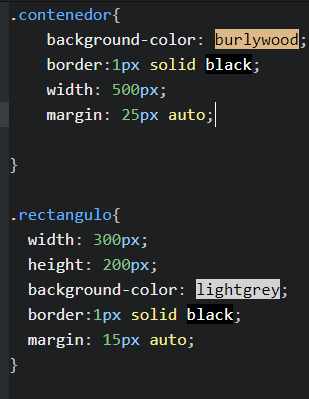 .contenedor{
    background-color: burlywood;
    border:1px solid black;
    width: 500px;
    margin: 25px auto;

}

.rectangulo{
  width: 300px;
  height: 200px;
  background-color: lightgrey;
  border:1px solid black;
  margin: 15px auto;
}